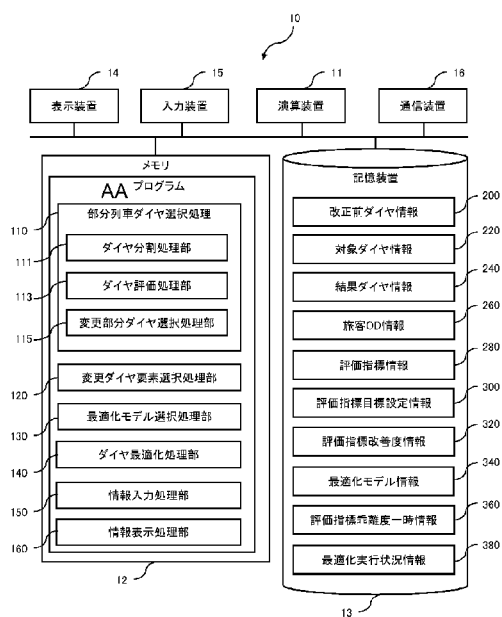 10
14
15
11
16
表示装置
入力装置
演算装置
通信装置
メモリ
AA プログラム
110
部分列車ダイヤ選択処理
111
ダイヤ分割処理部
113
ダイヤ評価処理部
115
変更部分ダイヤ選択処理部
120
変更ダイヤ要素選択処理部
130
最適化モデル選択処理部
140
ダイヤ最適化処理部
150
情報入力処理部
160
情報表示処理部
12
記憶装置
200
改正前ダイヤ情報
220
対象ダイヤ情報
240
結果ダイヤ情報
260
旅客OD情報
280
評価指標情報
300
評価指標目標設定情報
320
評価指標改善度情報
340
最適化モデル情報
360
評価指標乖離度一時情報
380
最適化実行状況情報
13